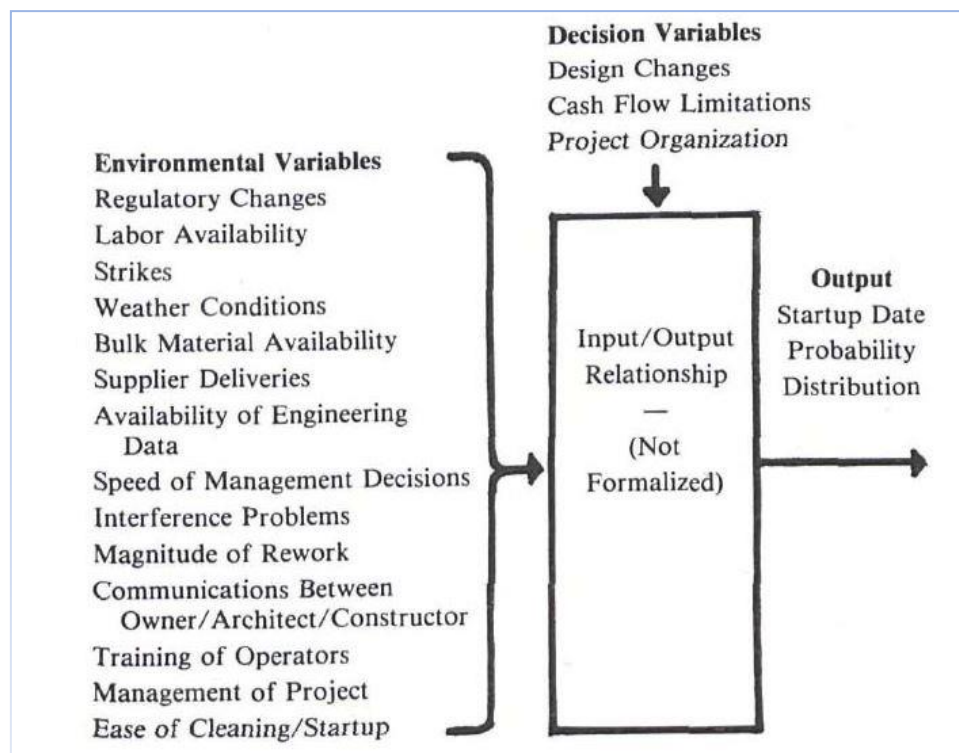 Decision Variables
Design Changes
Cash Flow Limitations
Project Organization
Environmental Variables
Regulatory Changes
Labor Availability
Strikes
Weather Conditions
Bulk Material Availability
Supplier Deliveries
Availability of Engineering
Data
Speed of Management Decisions
Interference Problems
Magnitude of Rework
Communications Between
Owner/Architect/Constructor
Training of Operators
Management of Project
Ease of Cleaning/Startup
Input/Output
Relationship
—
(Not
Formalized)
Output
Startup Date
Probability
Distribution